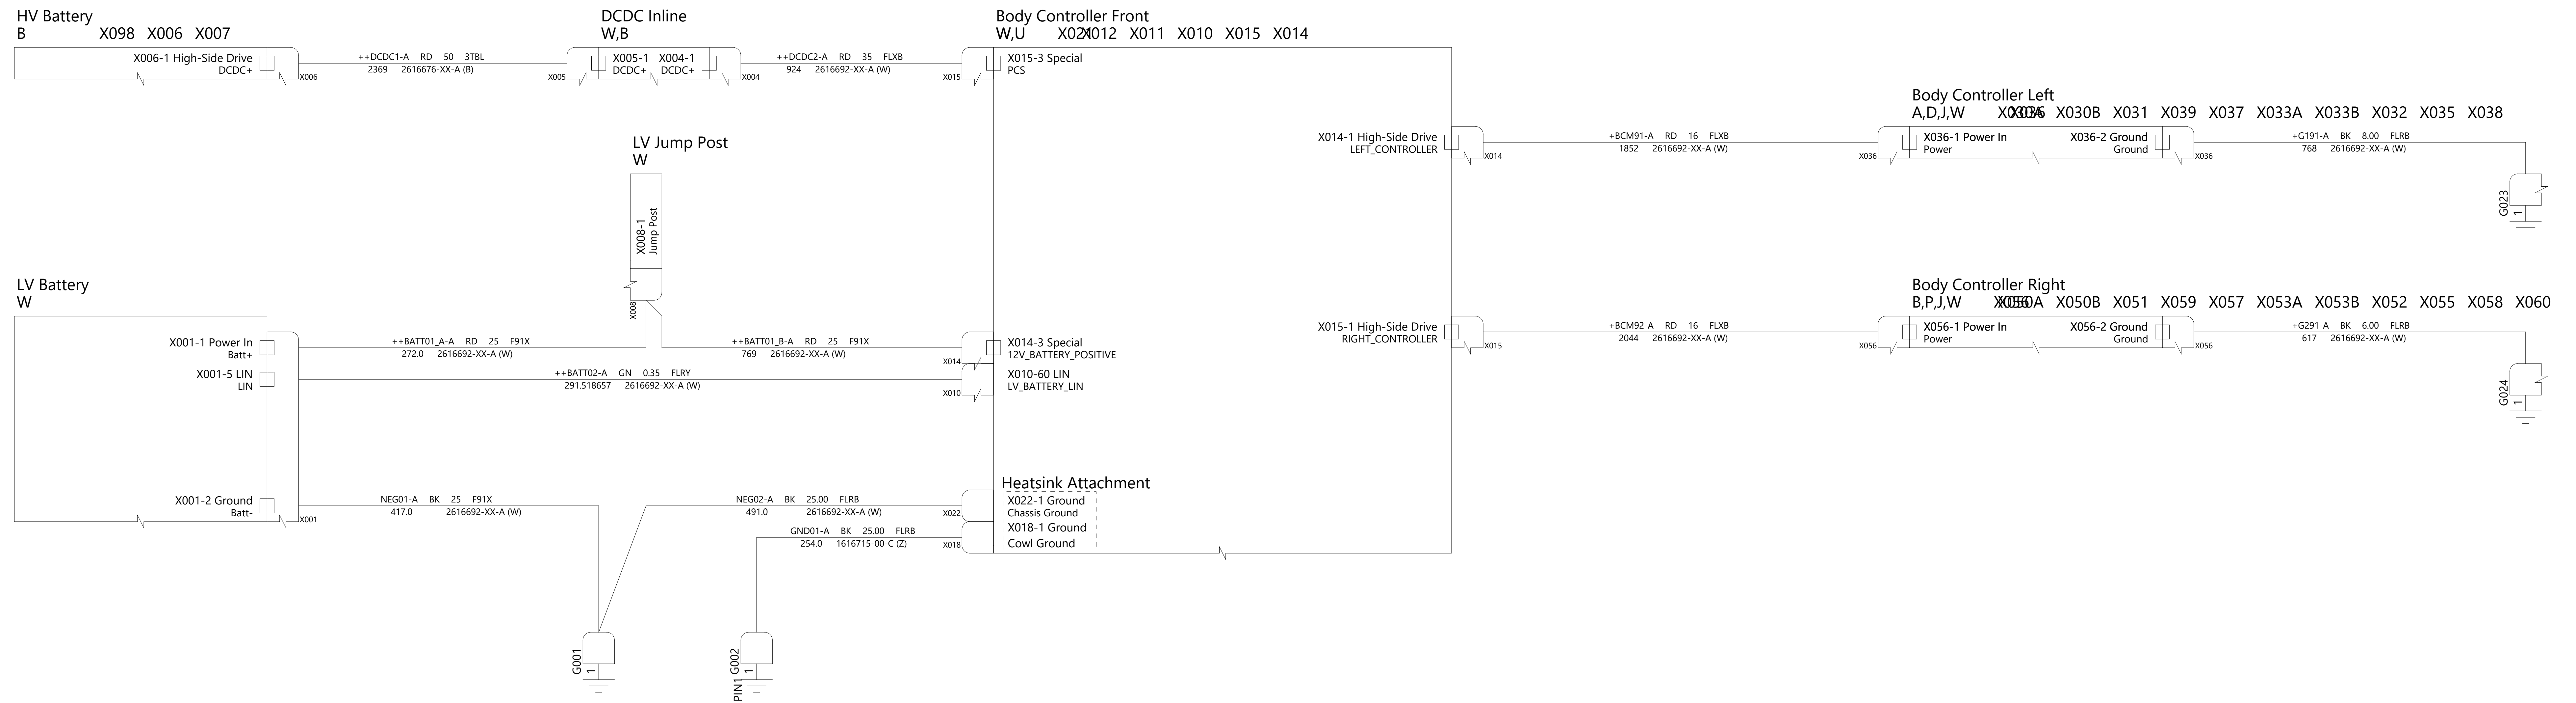 HV Battery
B X098 X006 X007
X006-1 High-Side Drive
DCDC+
X006
++DCDC1-A RD 50 3TBL
2369 2616676-XX-A (B)
DCDC Inline
W,B
X005
X005-1 X004-1
DCDC+ DCDC+
X004
++DCDC2-A RD 35 FLXB
924 2616692-XX-A (W)
Body Controller Front
W,U X012 X011 X010 X015 X014
X015
X015-3 Special
PCS
X014-1 High-Side Drive
LEFT_CONTROLLER
X014
+BCM91-A RD 16 FLXB
1852 2616692-XX-A (W)
Body Controller Left
A,D,J,W X030B X031 X039 X037 X033A X033B X032 X035 X038
X036
X036-1 Power In
Power
X036-2 Ground
Ground
X036
+G191-A BK 8.00 FLRB
768 2616692-XX-A (W)
G023
1
LV Jump Post
W
X008-1
Jump Post
X008
LV Battery
W
X001-1 Power In
Batt+
X001-5 LIN
LIN
X001-2 Ground
Batt-
X001
++BATT01_A-A RD 25 F91X
272.0 2616692-XX-A (W)
++BATT01_B-A RD 25 F91X
769 2616692-XX-A (W)
++BATT02-A GN 0.35 FLRY
291.518657 2616692-XX-A (W)
X014
X014-3 Special
12V_BATTERY_POSITIVE
X010
X010-60 LIN
LV_BATTERY_LIN
X015-1 High-Side Drive
RIGHT_CONTROLLER
X015
+BCM92-A RD 16 FLXB
2044 2616692-XX-A (W)
Body Controller Right
B,P,J,W X050B X051 X059 X057 X053A X053B X052 X055 X058 X060
X056
X056-1 Power In
Power
X056-2 Ground
Ground
X056
+G291-A BK 6.00 FLRB
617 2616692-XX-A (W)
G024
1
NEG01-A BK 25 F91X
417.0 2616692-XX-A (W)
NEG02-A BK 25.00 FLRB
491.0 2616692-XX-A (W)
GND01-A BK 25.00 FLRB
254.0 1616715-00-C (Z)
Heatsink Attachment
X022
X022-1 Ground
Chassis Ground
X018
X018-1 Ground
Cowl Ground
G001
1
G002
1
PIN1